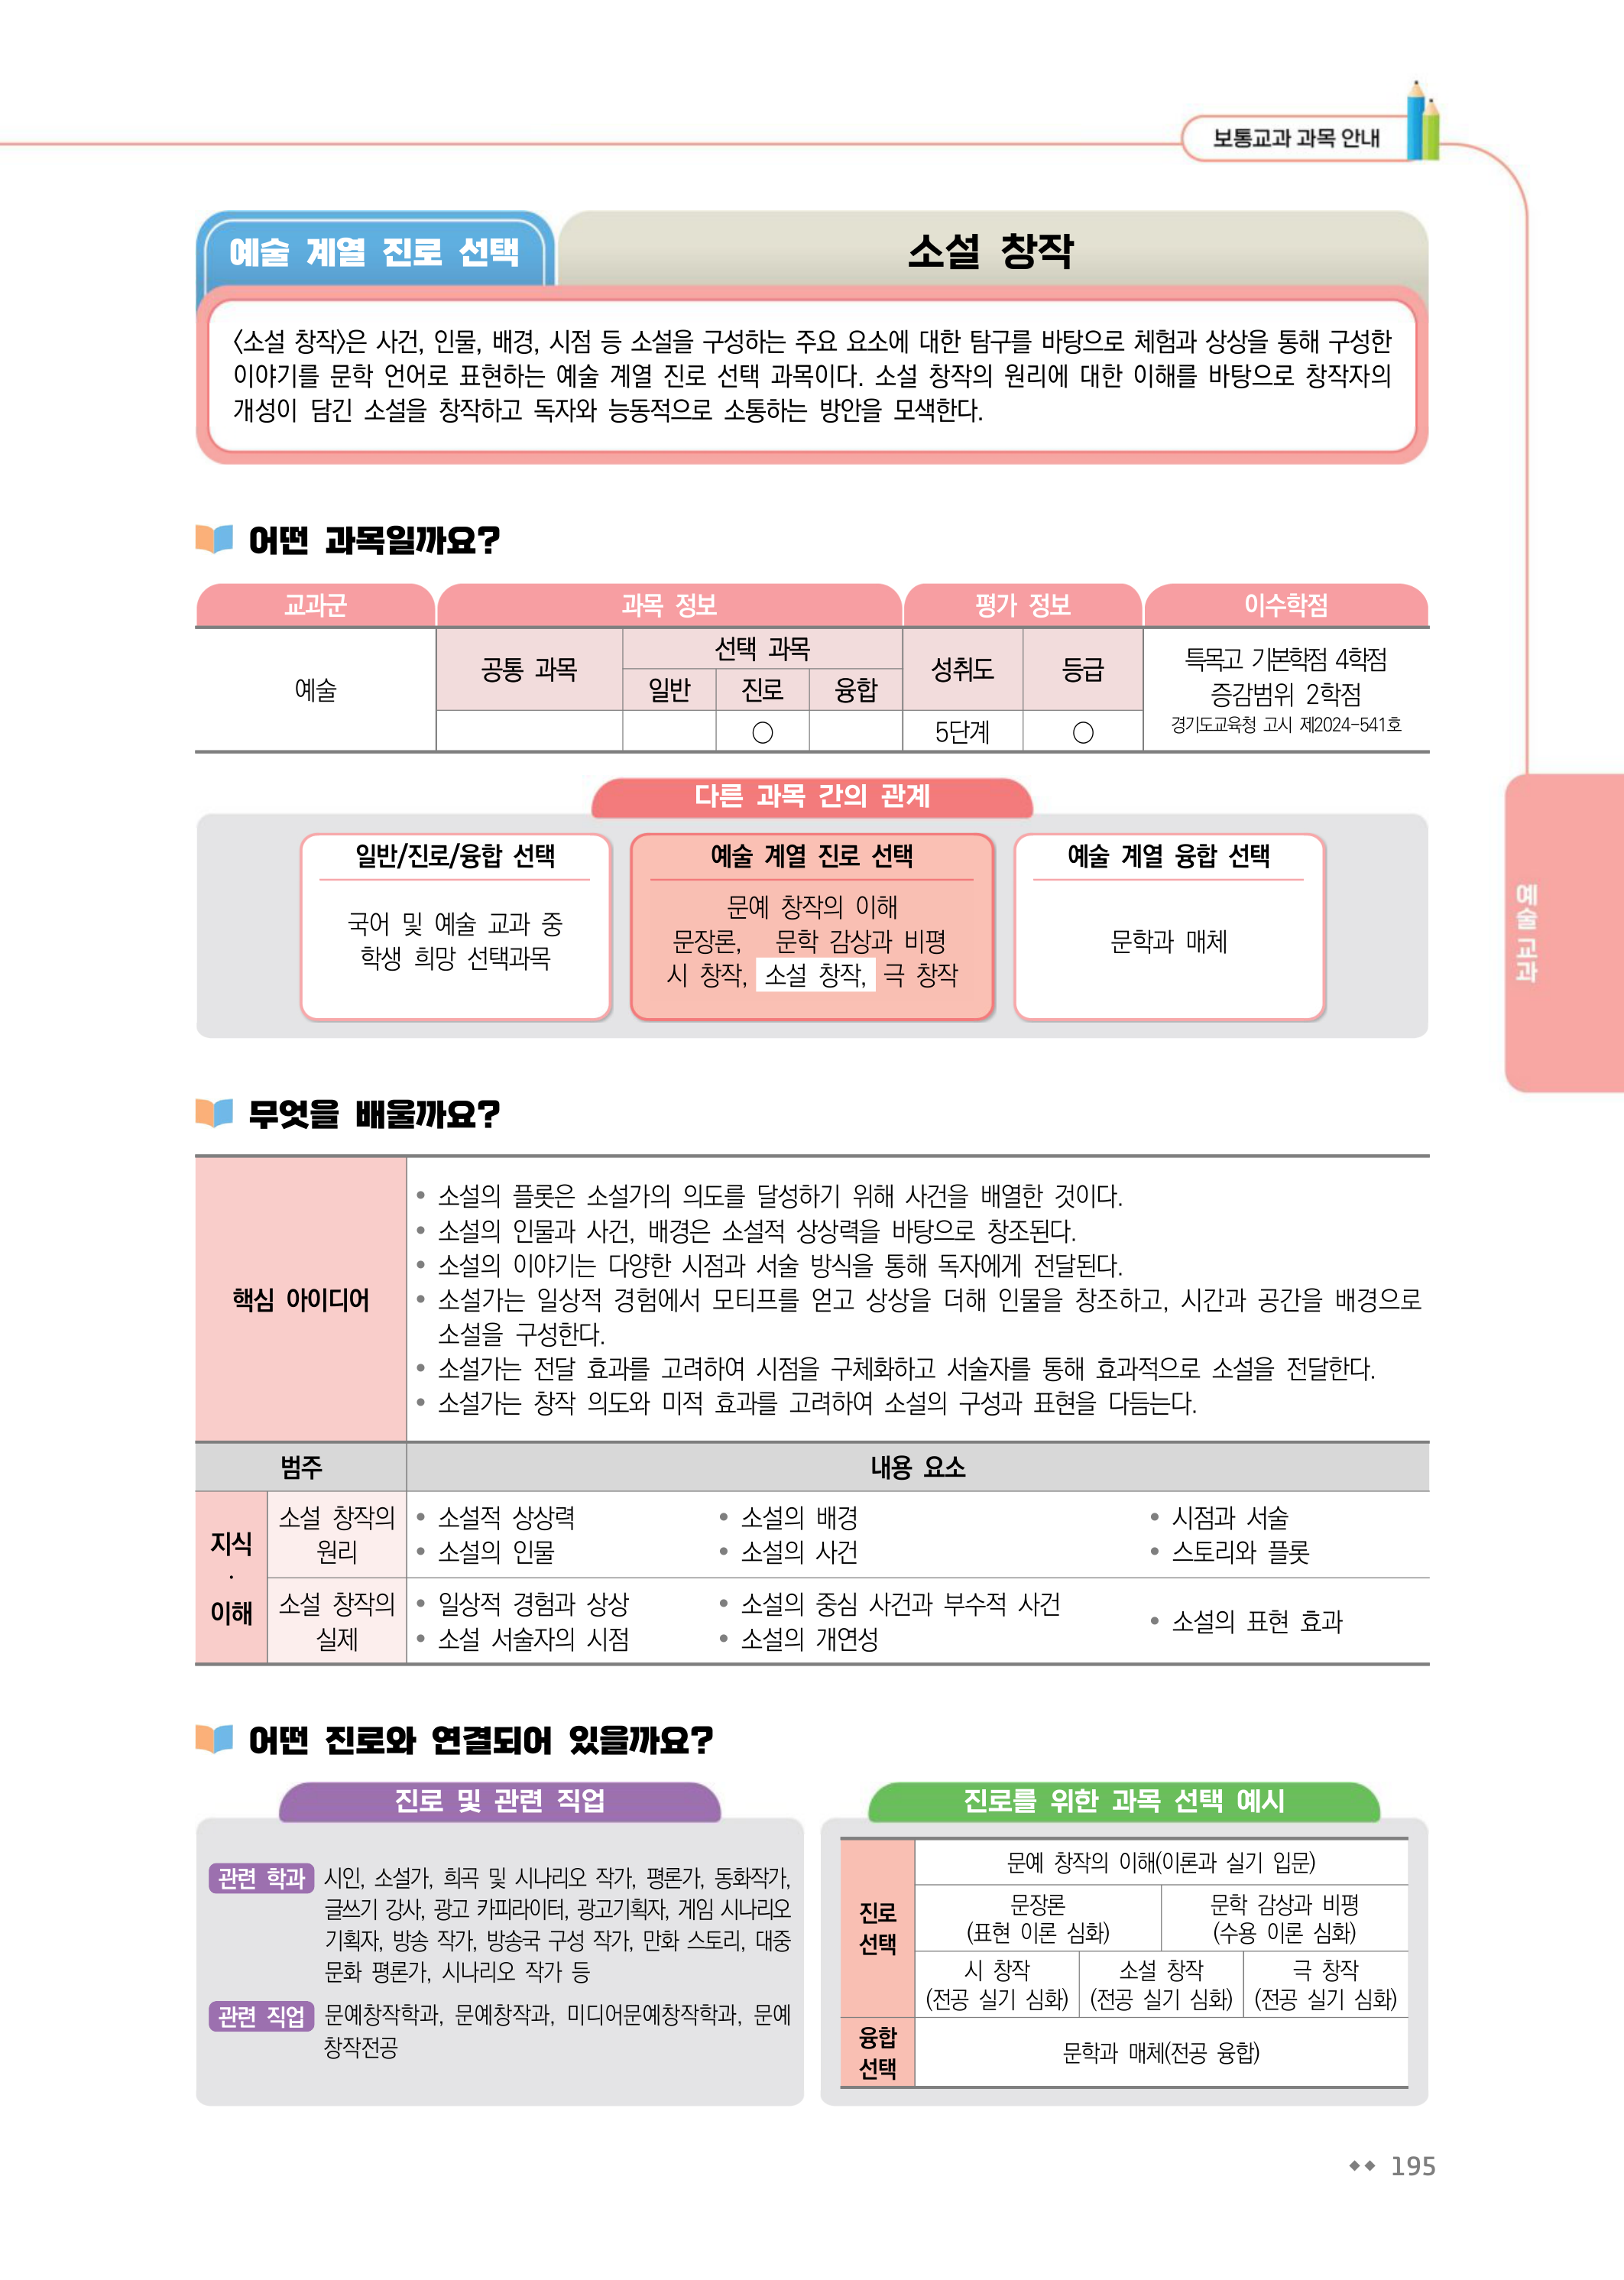 보통교과 과목 안내
예술 계열 진로 선택
소설 창작
〈소설 창작〉은 사건, 인물, 배경, 시점 등 소설을 구성하는 주요 요소에 대한 탐구를 바탕으로 체험과 상상을 통해 구성한
이야기를 문학 언어로 표현하는 예술 계열 진로 선택 과목이다. 소설 창작의 원리에 대한 이해를 바탕으로 창작자의
개성이 담긴 소설을 창작하고 독자와 능동적으로 소통하는 방안을 모색한다.
어떤 과목일까요?
교과군 과목 정보 평가 정보 이수학점
예술
공통 과목
선택 과목
일반 진로 융합
○
성취도 등급
5단계 ○
특목고 기본학점 4학점
증감범위 2학점
경기도교육청 고시 제2024-541호
다른 과목 간의 관계
일반/진로/융합 선택
국어 및 예술 교과 중
학생 희망 선택과목
예술 계열 진로 선택
문예 창작의 이해
문장론, 문학 감상과 비평
시 창작, 소설 창작, 극 창작
예술 계열 융합 선택
문학과 매체
예술 교과
무엇을 배울까요?
핵심 아이디어
• 소설의 플롯은 소설가의 의도를 달성하기 위해 사건을 배열한 것이다.
• 소설의 인물과 사건, 배경은 소설적 상상력을 바탕으로 창조된다.
• 소설의 이야기는 다양한 시점과 서술 방식을 통해 독자에게 전달된다.
• 소설가는 일상적 경험에서 모티프를 얻고 상상을 더해 인물을 창조하고, 시간과 공간을 배경으로
소설을 구성한다.
• 소설가는 전달 효과를 고려하여 시점을 구체화하고 서술자를 통해 효과적으로 소설을 전달한다.
• 소설가는 창작 의도와 미적 효과를 고려하여 소설의 구성과 표현을 다듬는다.
범주 내용 요소
지식
·
이해
소설 창작의
원리
• 소설적 상상력 • 소설의 배경 • 시점과 서술
• 소설의 인물 • 소설의 사건 • 스토리와 플롯
소설 창작의
실제
• 일상적 경험과 상상 • 소설의 중심 사건과 부수적 사건
• 소설의 표현 효과
• 소설 서술자의 시점 • 소설의 개연성
어떤 진로와 연결되어 있을까요?
진로 및 관련 직업
관련 학과 시인, 소설가, 희곡 및 시나리오 작가, 평론가, 동화작가,
글쓰기 강사, 광고 카피라이터, 광고기획자, 게임 시나리오
기획자, 방송 작가, 방송국 구성 작가, 만화 스토리, 대중
문화 평론가, 시나리오 작가 등
관련 직업 문예창작학과, 문예창작과, 미디어문예창작학과, 문예
창작전공
진로를 위한 과목 선택 예시
진로
선택
문예 창작의 이해(이론과 실기 입문)
문장론 문학 감상과 비평
(표현 이론 심화) (수용 이론 심화)
시 창작 소설 창작 극 창작
(전공 실기 심화) (전공 실기 심화) (전공 실기 심화)
융합
선택
문학과 매체(전공 융합)
195